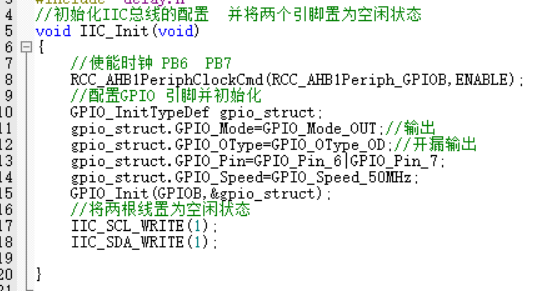 #include "delay.h"
4 //初始化IIC总线的配置  并将两个引脚置为空闲状态
5 void IIC_Init(void)
6 {
7 //使能时钟 PB6  PB7
8 RCC_AHB1PeriphClockCmd(RCC_AHB1Periph_GPIOB,ENABLE);
9 //配置GPIO 引脚并初始化
10 GPIO_InitTypeDef gpio_struct;
11 gpio_struct.GPIO_Mode=GPIO_Mode_OUT;//输出
12 gpio_struct.GPIO_OType=GPIO_OType_OD;//开漏输出
13 gpio_struct.GPIO_Pin=GPIO_Pin_6|GPIO_Pin_7;
14 gpio_struct.GPIO_Speed=GPIO_Speed_50MHz;
15 GPIO_Init(GPIOB,&gpio_struct);
16 //将两根线置为空闲状态
17 IIC_SCL_WRITE(1);
18 IIC_SDA_WRITE(1);
19
20 }